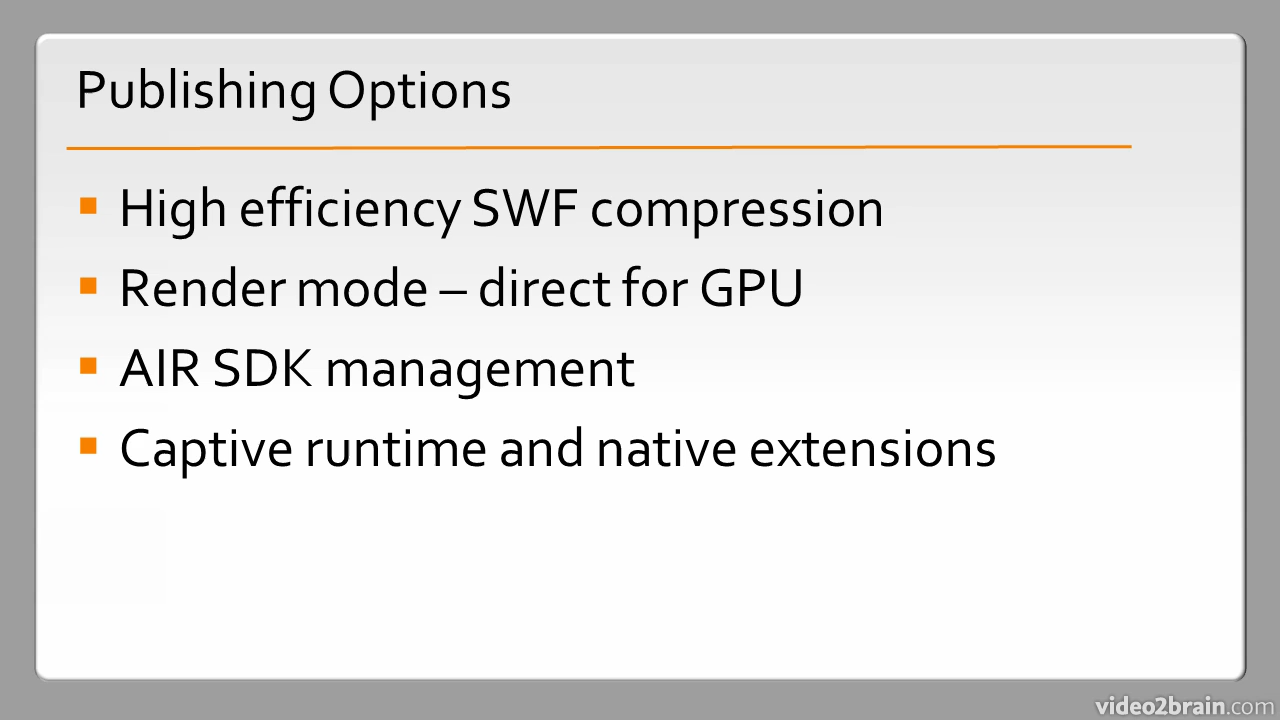 Publishing Options
High efficiency SWF compression
Render mode – direct for GPU
AIR SDK management
Captive runtime and native extensions
video2brain.com